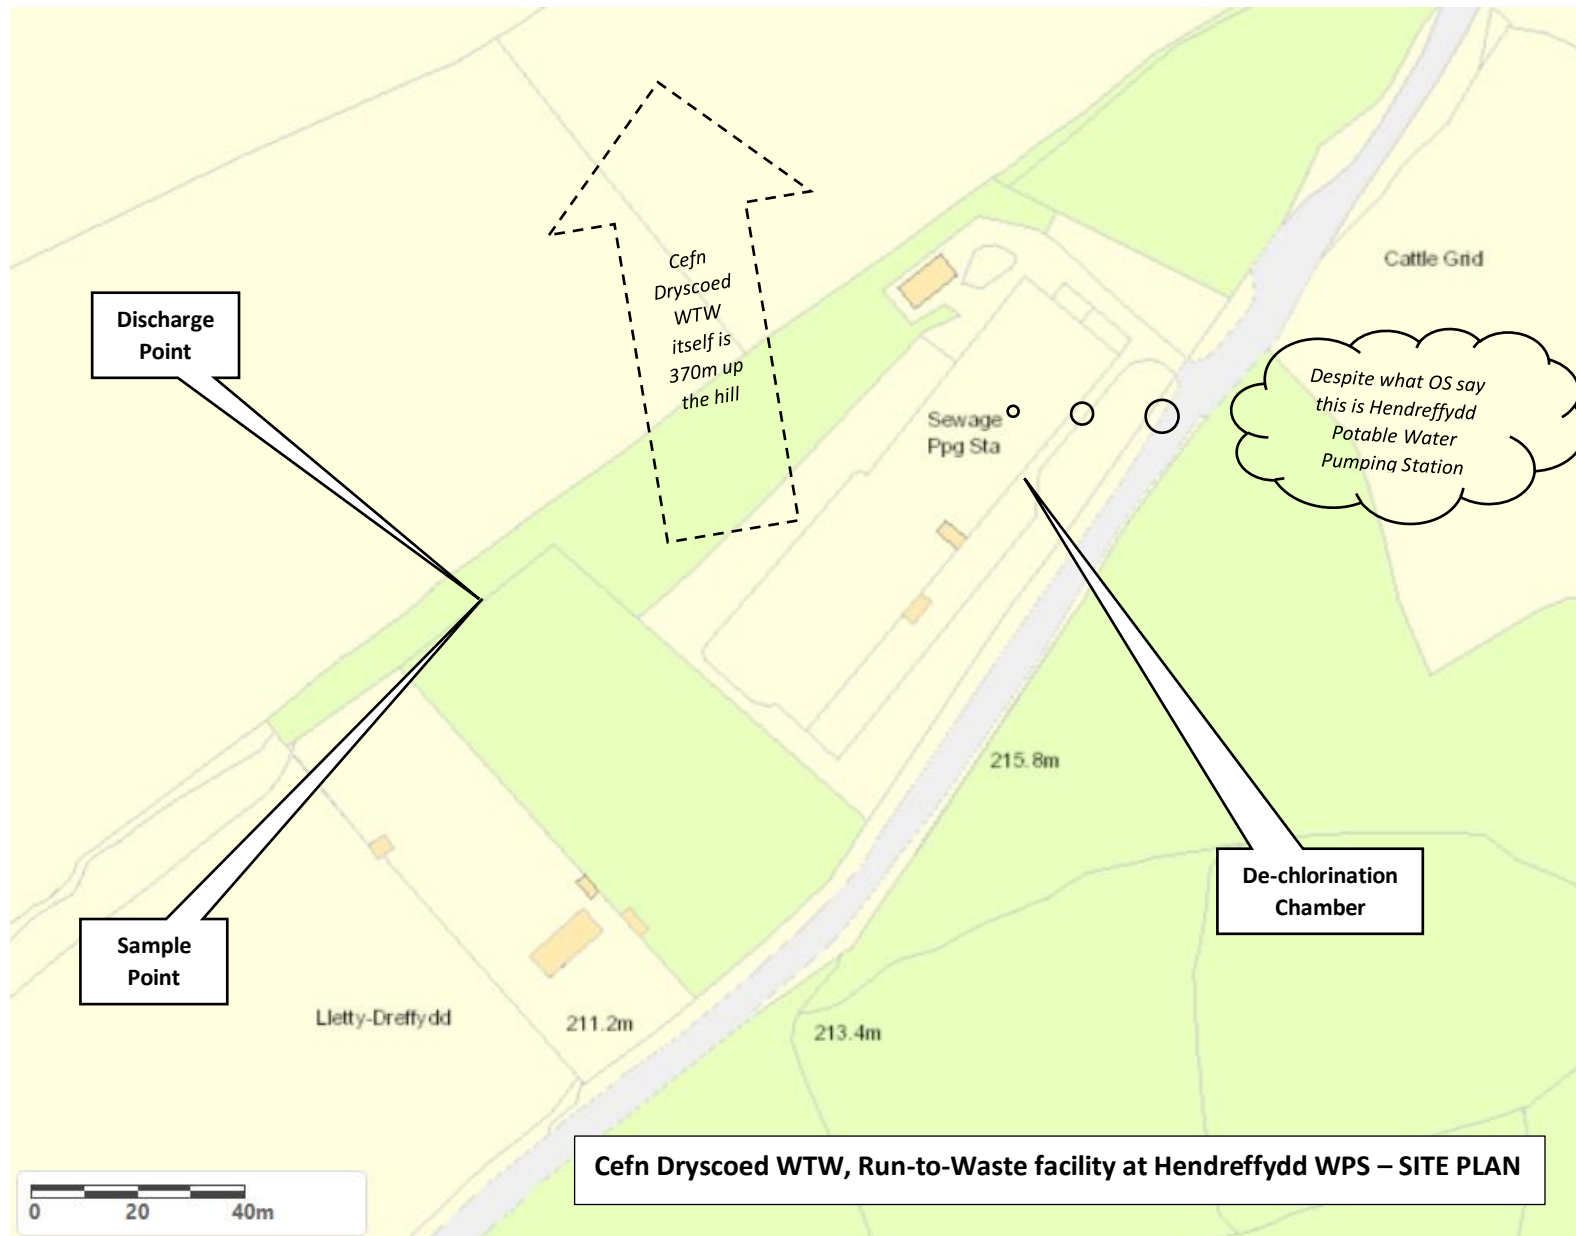 Cefn
Dryscoed
WTW
itself is
370m up
the hill
Cattle Grid
Discharge
Point
Despite what OS say
this is Hendreffydd
Potable Water
Pumping Station
Sewage
Ppg Sta
215.8m
De-chlorination
Chamber
Sample
Point
Lletty-Dreffydd
211.2m
213.4m
Cefn Dryscoed WTW, Run-to-Waste facility at Hendreffydd WPS – SITE PLAN
0 20 40m